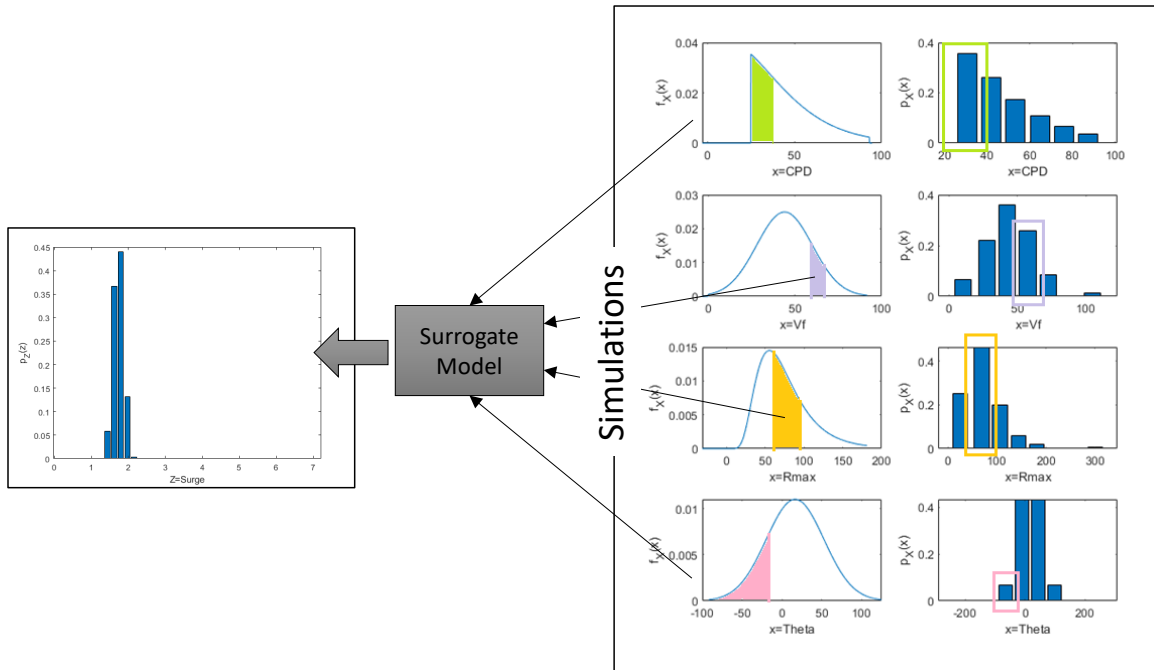 0.45
0.4
0.35
0.3
0.25
0.2
0.15
0.1
0.05
0
p_Z(z)
0 1 2 3 4 5 6 7
Z=Surge
Surrogate
Model
Simulations
0.04
0.02
0
f_X(x)
0 50 100
x=CPD
0.4
0.2
0
p_X(x)
20 40 60 80 100
x=CPD
0.03
0.02
0.01
0
f_X(x)
0 50 100
x=Vf
0.4
0.2
0
p_X(x)
0 50 100
x=Vf
0.015
0.01
0.005
0
f_X(x)
0 50 100 150 200
x=Rmax
0.4
0.2
0
p_X(x)
0 100 200 300
x=Rmax
0.01
0.005
0
f_X(x)
-100 -50 0 50 100
x=Theta
0.4
0.2
0
p_X(x)
-200 0 200
x=Theta